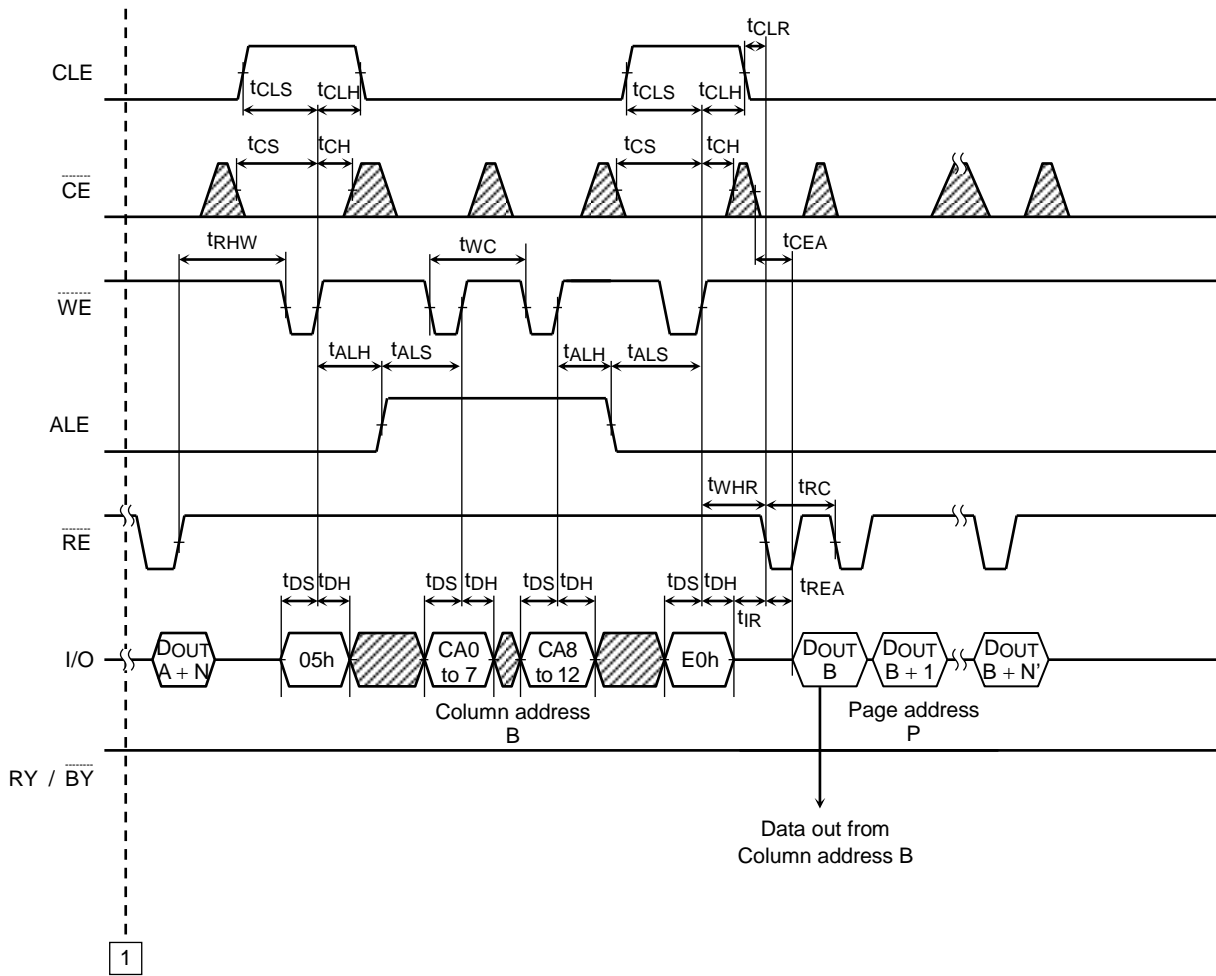 tCLR
CLE
tCLS tCLH tCLS tCLH
tCS tCH tCS tCH
CE
tRHW tWC tCEA
WE
tALH tALS tALH tALS
ALE
tWHR tRC
RE
tDS tDH tDS tDH tDS tDH tDS tDH tREA
tIR
I/O
DOUT
A + N
05h
CA0
to 7
CA8
to 12
E0h
DOUT
B
DOUT
B + 1
DOUT
B + N’
Column address
B
Page address
P
RY / BY
Data out from
Column address B
1